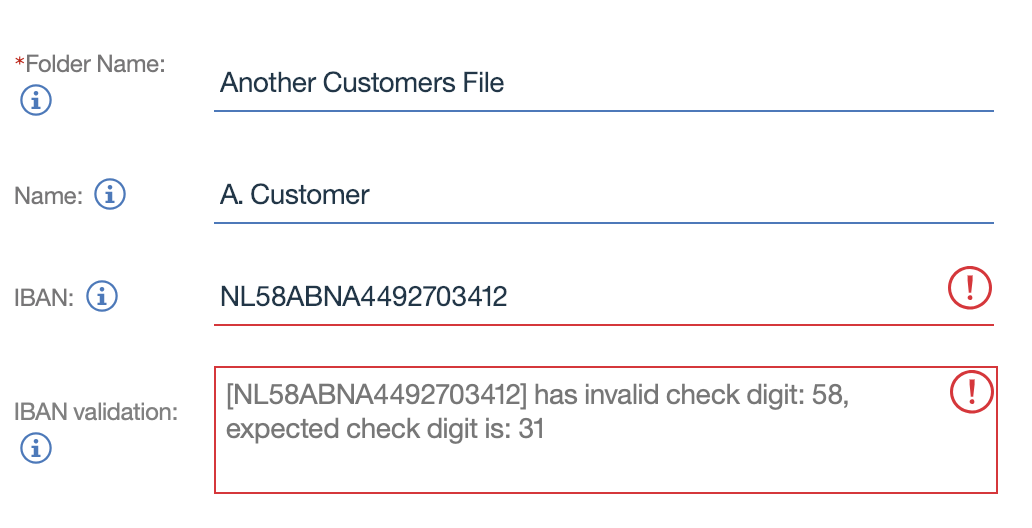 *Folder Name:
Another Customers File
Name:
A. Customer
IBAN:
NL58ABNA4492703412
IBAN validation:
[NL58ABNA4492703412] has invalid check digit: 58,
expected check digit is: 31